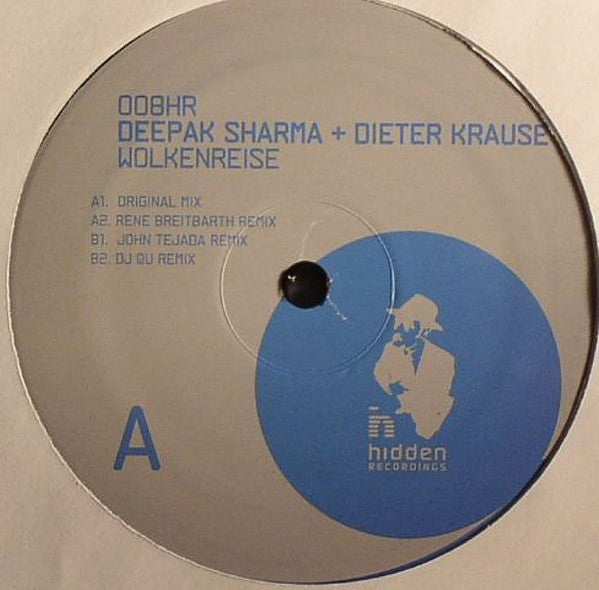 008HR
DEEPAK SHARMA + DIETER KRAUSE
WOLKENREISE
A1. ORIGINAL MIX
A2. RENE BREITBARTH REMIX
B1. JOHN TEJADA REMIX
B2. DJ QU REMIX
A
hidden
RECORDINGS